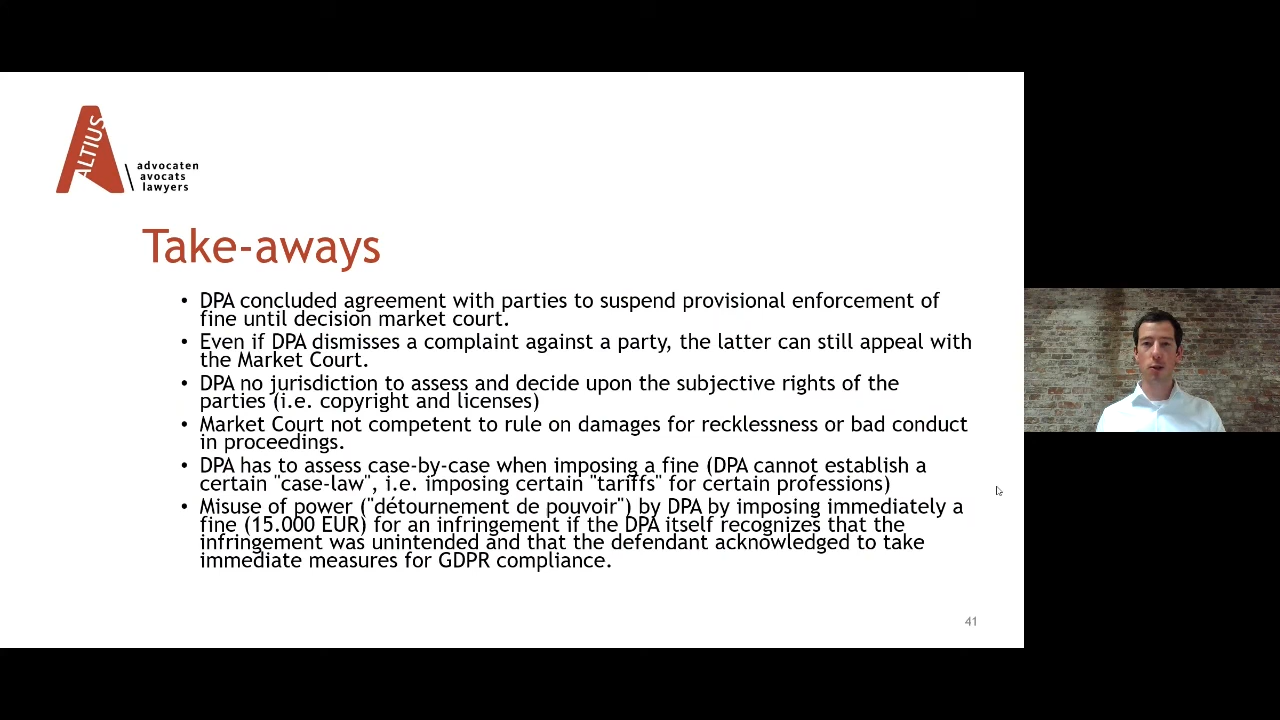 ALTIUS
advocaten
avocats
lawyers
Take-aways
• DPA concluded agreement with parties to suspend provisional enforcement of
fine until decision market court.
• Even if DPA dismisses a complaint against a party, the latter can still appeal with
the Market Court.
• DPA no jurisdiction to assess and decide upon the subjective rights of the
parties (i.e. copyright and licenses)
• Market Court not competent to rule on damages for recklessness or bad conduct
in proceedings.
• DPA has to assess case-by-case when imposing a fine (DPA cannot establish a
certain "case-law", i.e. imposing certain "tariffs" for certain professions)
• Misuse of power ("détournement de pouvoir") by DPA by imposing immediately a
fine (15.000 EUR) for an infringement if the DPA itself recognizes that the
infringement was unintended and that the defendant acknowledged to take
immediate measures for GDPR compliance.
41